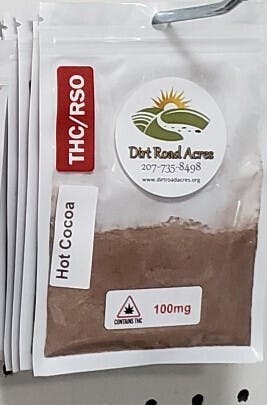 THC/RSO
Dirt Road Acres
207-735-8498
www.dirtroadacres.org
Hot Cocoa
CONTAINS THC
100mg